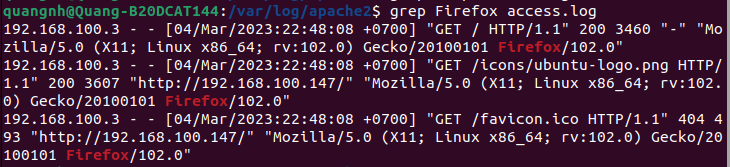 quangnh@Quang-B20DCAT144:/var/log/apache2$ grep Firefox access.log
192.168.100.3 - - [04/Mar/2023:22:48:08 +0700] "GET / HTTP/1.1" 200 3460 "-" "Mo
zilla/5.0 (X11; Linux x86_64; rv:102.0) Gecko/20100101 Firefox/102.0"
192.168.100.3 - - [04/Mar/2023:22:48:08 +0700] "GET /icons/ubuntu-logo.png HTTP/
1.1" 200 3607 "http://192.168.100.147/" "Mozilla/5.0 (X11; Linux x86_64; rv:102.
0) Gecko/20100101 Firefox/102.0"
192.168.100.3 - - [04/Mar/2023:22:48:08 +0700] "GET /favicon.ico HTTP/1.1" 404 4
93 "http://192.168.100.147/" "Mozilla/5.0 (X11; Linux x86_64; rv:102.0) Gecko/20
100101 Firefox/102.0"